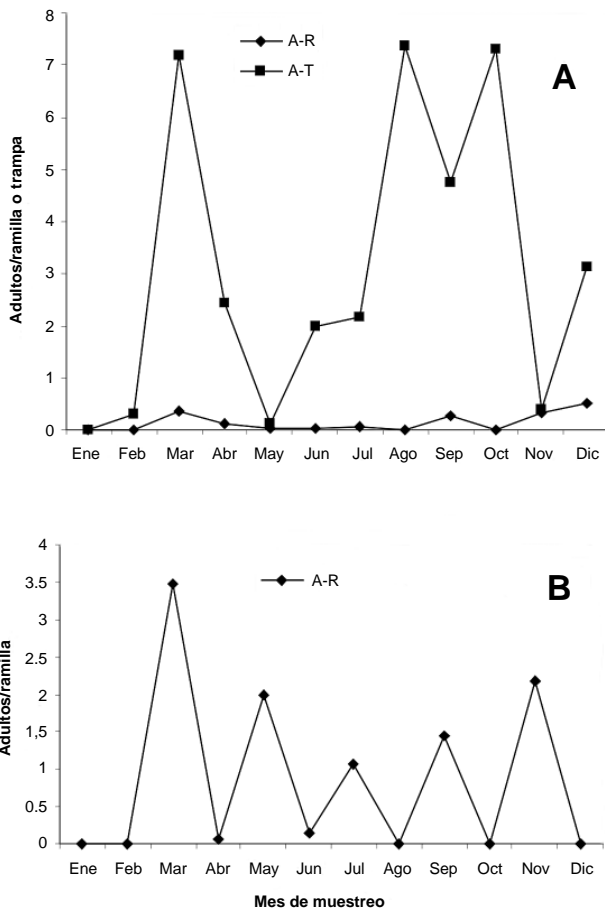 8
A-R
A-T
A
7
6
5
4
3
2
1
0
Adultos/ramilla o trampa
Ene Feb Mar Abr May Jun Jul Ago Sep Oct Nov Dic
4
A-R
B
3.5
3
2.5
2
1,5
1
0.5
0
Adultos/ramilla
Ene Feb Mar Abr May Jun Jul Ago Sep Oct Nov Dic
Mes de muestreo